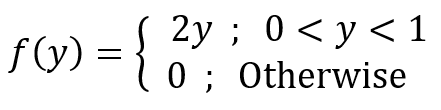 f(y) = { 2y ; 0 < y < 1
0 ; Otherwise